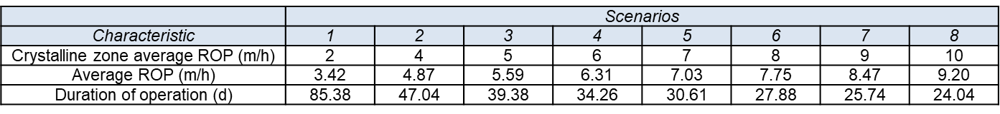 Scenarios
Characteristic 1 2 3 4 5 6 7 8
Crystalline zone average ROP (m/h) 2 4 5 6 7 8 9 10
Average ROP (m/h) 3.42 4.87 5.59 6.31 7.03 7.75 8.47 9.20
Duration of operation (d) 85.38 47.04 39.38 34.26 30.61 27.88 25.74 24.04